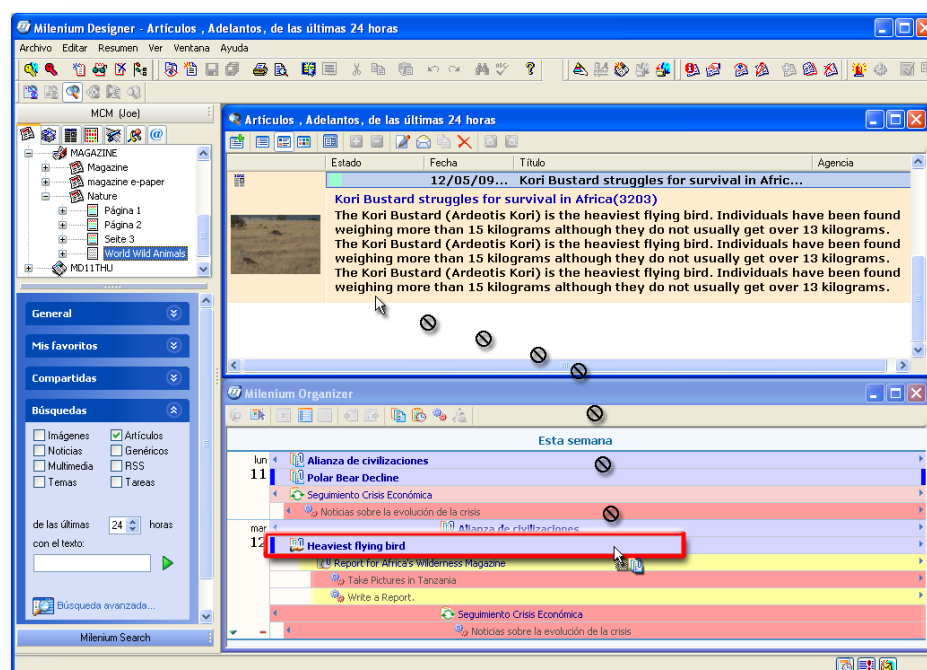 Milenium Designer - Artículos , Adelantos, de las últimas 24 horas
Archivo Editar Resumen Ver Ventana Ayuda
MCM (Joe)
MAGAZINE
Magazine
magazine e-paper
Nature
Página 1
Página 2
Seite 3
World Wild Animals
MD11THU
General
Mis favoritos
Compartidas
Búsquedas
Imágenes Artículos
Noticias Genéricos
Multimedia RSS
Temas Tareas
de las últimas 24 horas
con el texto:
Búsqueda avanzada...
Milenium Search
Artículos , Adelantos, de las últimas 24 horas
Estado Fecha Título Agencia
12/05/09... Kori Bustard struggles for survival in Afric...
Kori Bustard struggles for survival in Africa(3203)
The Kori Bustard (Ardeotis Kori) is the heaviest flying bird. Individuals have been found
weighing more than 15 kilograms although they do not usually get over 13 kilograms.
The Kori Bustard (Ardeotis Kori) is the heaviest flying bird. Individuals have been found
weighing more than 15 kilograms although they do not usually get over 13 kilograms.
The Kori Bustard (Ardeotis Kori) is the heaviest flying bird. Individuals have been found
weighing more than 15 kilograms although they do not usually get over 13 kilograms.
Milenium Organizer
Esta semana
lun
11
Alianza de civilizaciones
Polar Bear Decline
Seguimiento Crisis Económica
Noticias sobre la evolución de la crisis
mar
12
Alianza de civilizaciones
Heaviest flying bird
Report for Africa's Wilderness Magazine
Take Pictures in Tanzania
Write a Report.
Seguimiento Crisis Económica
Noticias sobre la evolución de la crisis